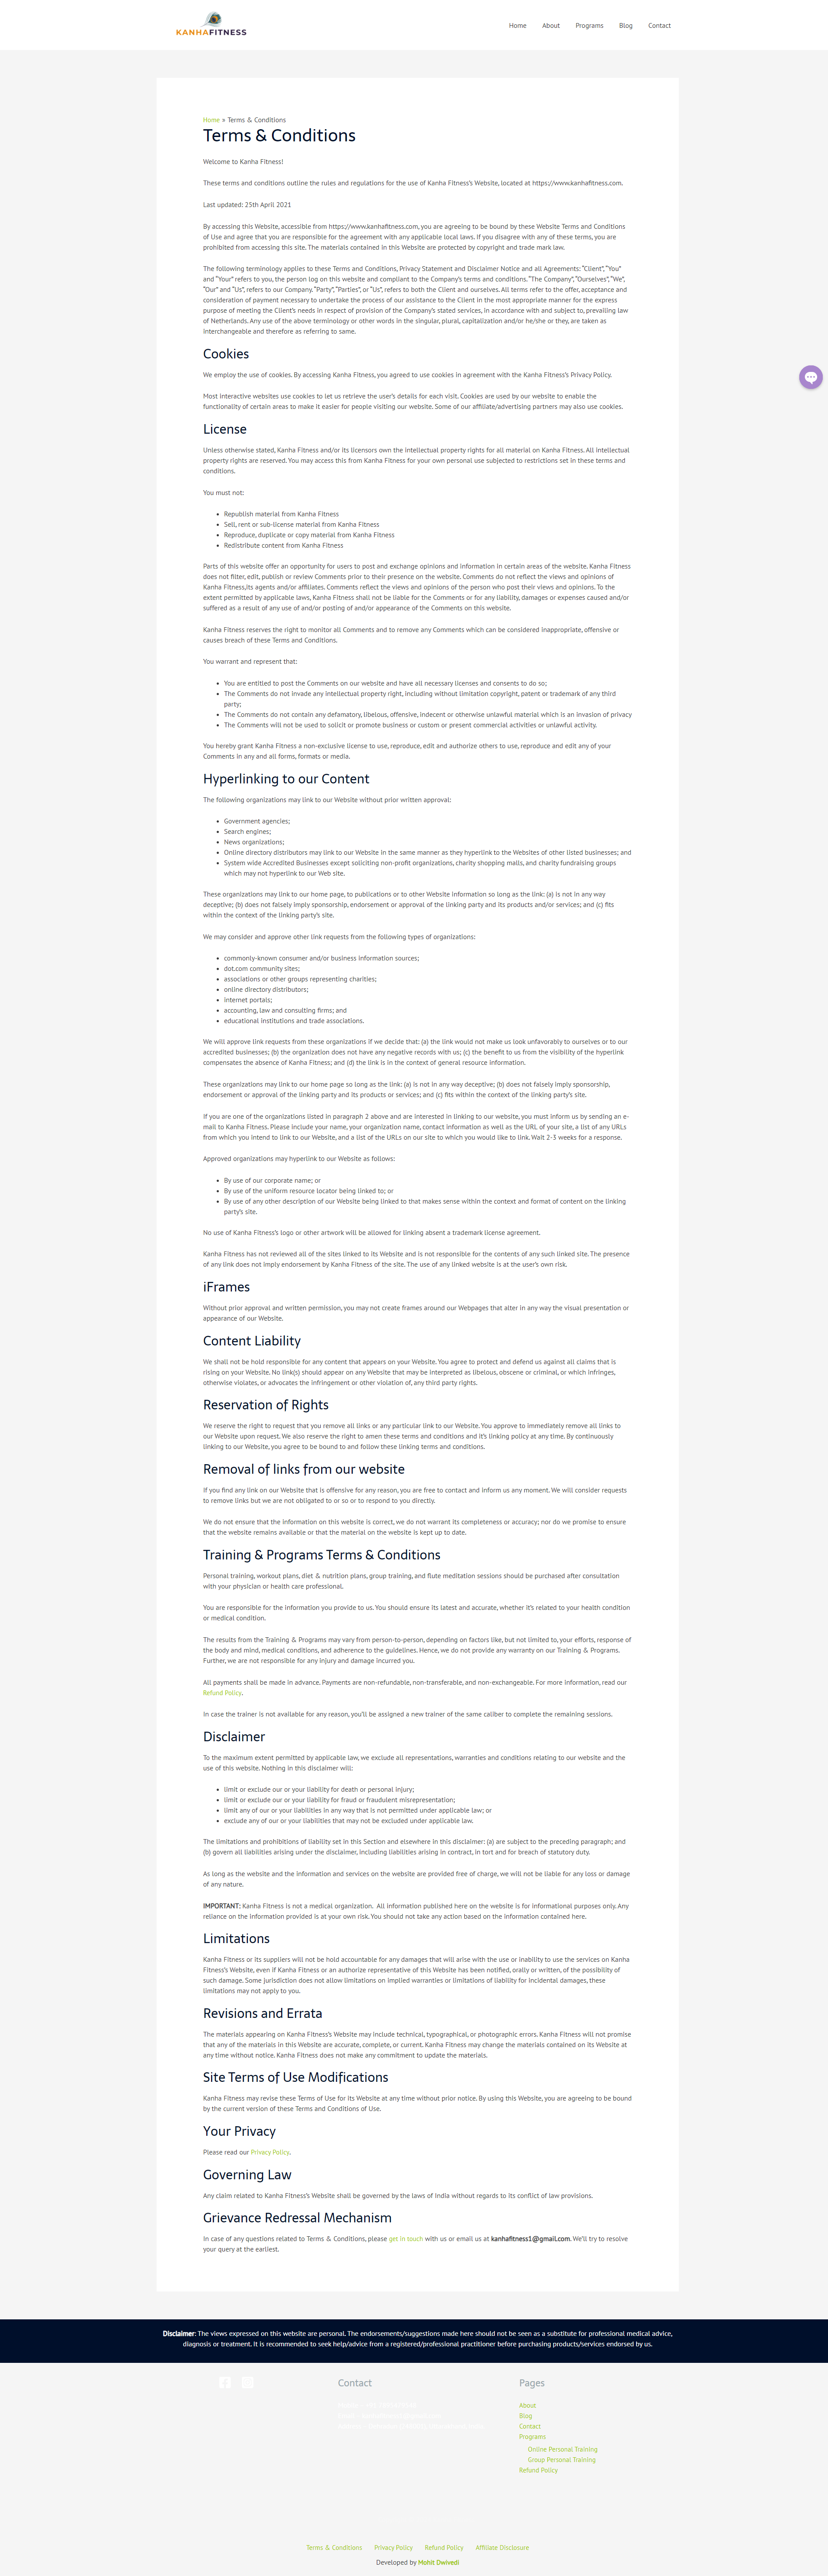 KANHAFITNESS
Home About Programs Blog Contact
Home » Terms & Conditions
Terms & Conditions
Welcome to Kanha Fitness!
These terms and conditions outline the rules and regulations for the use of Kanha Fitness’s Website, located at https://www.kanhafitness.com.
Last updated: 25th April 2021
By accessing this Website, accessible from https://www.kanhafitness.com, you are agreeing to be bound by these Website Terms and Conditions
of Use and agree that you are responsible for the agreement with any applicable local laws. If you disagree with any of these terms, you are
prohibited from accessing this site. The materials contained in this Website are protected by copyright and trade mark law.
The following terminology applies to these Terms and Conditions, Privacy Statement and Disclaimer Notice and all Agreements: “Client”, “You”
and “Your” refers to you, the person log on this website and compliant to the Company’s terms and conditions. “The Company”, “Ourselves”, “We”,
“Our” and “Us”, refers to our Company. “Party”, “Parties”, or “Us”, refers to both the Client and ourselves. All terms refer to the offer, acceptance and
consideration of payment necessary to undertake the process of our assistance to the Client in the most appropriate manner for the express
purpose of meeting the Client’s needs in respect of provision of the Company’s stated services, in accordance with and subject to, prevailing law
of Netherlands. Any use of the above terminology or other words in the singular, plural, capitalization and/or he/she or they, are taken as
interchangeable and therefore as referring to same.
Cookies
We employ the use of cookies. By accessing Kanha Fitness, you agreed to use cookies in agreement with the Kanha Fitness’s Privacy Policy.
Most interactive websites use cookies to let us retrieve the user’s details for each visit. Cookies are used by our website to enable the
functionality of certain areas to make it easier for people visiting our website. Some of our affiliate/advertising partners may also use cookies.
License
Unless otherwise stated, Kanha Fitness and/or its licensors own the intellectual property rights for all material on Kanha Fitness. All intellectual
property rights are reserved. You may access this from Kanha Fitness for your own personal use subjected to restrictions set in these terms and
conditions.
You must not:
• Republish material from Kanha Fitness
• Sell, rent or sub-license material from Kanha Fitness
• Reproduce, duplicate or copy material from Kanha Fitness
• Redistribute content from Kanha Fitness
Parts of this website offer an opportunity for users to post and exchange opinions and information in certain areas of the website. Kanha Fitness
does not filter, edit, publish or review Comments prior to their presence on the website. Comments do not reflect the views and opinions of
Kanha Fitness,its agents and/or affiliates. Comments reflect the views and opinions of the person who post their views and opinions. To the
extent permitted by applicable laws, Kanha Fitness shall not be liable for the Comments or for any liability, damages or expenses caused and/or
suffered as a result of any use of and/or posting of and/or appearance of the Comments on this website.
Kanha Fitness reserves the right to monitor all Comments and to remove any Comments which can be considered inappropriate, offensive or
causes breach of these Terms and Conditions.
You warrant and represent that:
• You are entitled to post the Comments on our website and have all necessary licenses and consents to do so;
• The Comments do not invade any intellectual property right, including without limitation copyright, patent or trademark of any third
party;
• The Comments do not contain any defamatory, libelous, offensive, indecent or otherwise unlawful material which is an invasion of privacy
• The Comments will not be used to solicit or promote business or custom or present commercial activities or unlawful activity.
You hereby grant Kanha Fitness a non-exclusive license to use, reproduce, edit and authorize others to use, reproduce and edit any of your
Comments in any and all forms, formats or media.
Hyperlinking to our Content
The following organizations may link to our Website without prior written approval:
• Government agencies;
• Search engines;
• News organizations;
• Online directory distributors may link to our Website in the same manner as they hyperlink to the Websites of other listed businesses; and
• System wide Accredited Businesses except soliciting non-profit organizations, charity shopping malls, and charity fundraising groups
which may not hyperlink to our Web site.
These organizations may link to our home page, to publications or to other Website information so long as the link: (a) is not in any way
deceptive; (b) does not falsely imply sponsorship, endorsement or approval of the linking party and its products and/or services; and (c) fits
within the context of the linking party’s site.
We may consider and approve other link requests from the following types of organizations:
• commonly-known consumer and/or business information sources;
• dot.com community sites;
• associations or other groups representing charities;
• online directory distributors;
• internet portals;
• accounting, law and consulting firms; and
• educational institutions and trade associations.
We will approve link requests from these organizations if we decide that: (a) the link would not make us look unfavorably to ourselves or to our
accredited businesses; (b) the organization does not have any negative records with us; (c) the benefit to us from the visibility of the hyperlink
compensates the absence of Kanha Fitness; and (d) the link is in the context of general resource information.
These organizations may link to our home page so long as the link: (a) is not in any way deceptive; (b) does not falsely imply sponsorship,
endorsement or approval of the linking party and its products or services; and (c) fits within the context of the linking party’s site.
If you are one of the organizations listed in paragraph 2 above and are interested in linking to our website, you must inform us by sending an e-
mail to Kanha Fitness. Please include your name, your organization name, contact information as well as the URL of your site, a list of any URLs
from which you intend to link to our Website, and a list of the URLs on our site to which you would like to link. Wait 2-3 weeks for a response.
Approved organizations may hyperlink to our Website as follows:
• By use of our corporate name; or
• By use of the uniform resource locator being linked to; or
• By use of any other description of our Website being linked to that makes sense within the context and format of content on the linking
party’s site.
No use of Kanha Fitness’s logo or other artwork will be allowed for linking absent a trademark license agreement.
Kanha Fitness has not reviewed all of the sites linked to its Website and is not responsible for the contents of any such linked site. The presence
of any link does not imply endorsement by Kanha Fitness of the site. The use of any linked website is at the user’s own risk.
iFrames
Without prior approval and written permission, you may not create frames around our Webpages that alter in any way the visual presentation or
appearance of our Website.
Content Liability
We shall not be hold responsible for any content that appears on your Website. You agree to protect and defend us against all claims that is
rising on your Website. No link(s) should appear on any Website that may be interpreted as libelous, obscene or criminal, or which infringes,
otherwise violates, or advocates the infringement or other violation of, any third party rights.
Reservation of Rights
We reserve the right to request that you remove all links or any particular link to our Website. You approve to immediately remove all links to
our Website upon request. We also reserve the right to amen these terms and conditions and it’s linking policy at any time. By continuously
linking to our Website, you agree to be bound to and follow these linking terms and conditions.
Removal of links from our website
If you find any link on our Website that is offensive for any reason, you are free to contact and inform us any moment. We will consider requests
to remove links but we are not obligated to or so or to respond to you directly.
We do not ensure that the information on this website is correct, we do not warrant its completeness or accuracy; nor do we promise to ensure
that the website remains available or that the material on the website is kept up to date.
Training & Programs Terms & Conditions
Personal training, workout plans, diet & nutrition plans, group training, and flute meditation sessions should be purchased after consultation
with your physician or health care professional.
You are responsible for the information you provide to us. You should ensure its latest and accurate, whether it’s related to your health condition
or medical condition.
The results from the Training & Programs may vary from person-to-person, depending on factors like, but not limited to, your efforts, response of
the body and mind, medical conditions, and adherence to the guidelines. Hence, we do not provide any warranty on our Training & Programs.
Further, we are not responsible for any injury and damage incurred you.
All payments shall be made in advance. Payments are non-refundable, non-transferable, and non-exchangeable. For more information, read our
Refund Policy.
In case the trainer is not available for any reason, you’ll be assigned a new trainer of the same caliber to complete the remaining sessions.
Disclaimer
To the maximum extent permitted by applicable law, we exclude all representations, warranties and conditions relating to our website and the
use of this website. Nothing in this disclaimer will:
• limit or exclude our or your liability for death or personal injury;
• limit or exclude our or your liability for fraud or fraudulent misrepresentation;
• limit any of our or your liabilities in any way that is not permitted under applicable law; or
• exclude any of our or your liabilities that may not be excluded under applicable law.
The limitations and prohibitions of liability set in this Section and elsewhere in this disclaimer: (a) are subject to the preceding paragraph; and
(b) govern all liabilities arising under the disclaimer, including liabilities arising in contract, in tort and for breach of statutory duty.
As long as the website and the information and services on the website are provided free of charge, we will not be liable for any loss or damage
of any nature.
IMPORTANT: Kanha Fitness is not a medical organization. All information published here on the website is for informational purposes only. Any
reliance on the information provided is at your own risk. You should not take any action based on the information contained here.
Limitations
Kanha Fitness or its suppliers will not be hold accountable for any damages that will arise with the use or inability to use the services on Kanha
Fitness’s Website, even if Kanha Fitness or an authorize representative of this Website has been notified, orally or written, of the possibility of
such damage. Some jurisdiction does not allow limitations on implied warranties or limitations of liability for incidental damages, these
limitations may not apply to you.
Revisions and Errata
The materials appearing on Kanha Fitness’s Website may include technical, typographical, or photographic errors. Kanha Fitness will not promise
that any of the materials in this Website are accurate, complete, or current. Kanha Fitness may change the materials contained on its Website at
any time without notice. Kanha Fitness does not make any commitment to update the materials.
Site Terms of Use Modifications
Kanha Fitness may revise these Terms of Use for its Website at any time without prior notice. By using this Website, you are agreeing to be bound
by the current version of these Terms and Conditions of Use.
Your Privacy
Please read our Privacy Policy.
Governing Law
Any claim related to Kanha Fitness’s Website shall be governed by the laws of India without regards to its conflict of law provisions.
Grievance Redressal Mechanism
In case of any questions related to Terms & Conditions, please get in touch with us or email us at kanhafitness1@gmail.com. We’ll try to resolve
your query at the earliest.
Disclaimer: The views expressed on this website are personal. The endorsements/suggestions made here should not be seen as a substitute for professional medical advice,
diagnosis or treatment. It is recommended to seek help/advice from a registered/professional practitioner before purchasing products/services endorsed by us.
Contact
Pages
About
Blog
Contact
Programs
Online Personal Training
Group Personal Training
Refund Policy
Terms & Conditions Privacy Policy Refund Policy Affiliate Disclosure
Developed by Mohit Dwivedi